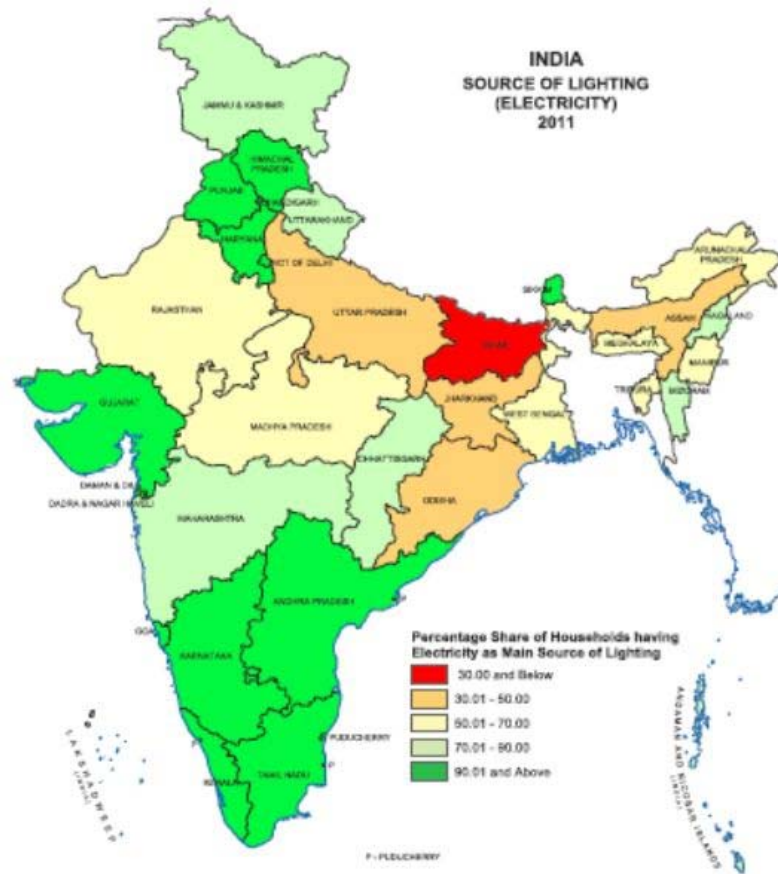 INDIA
SOURCE OF LIGHTING
(ELECTRICITY)
2011
JAMMU & KASHMIR
HIMACHAL
PRADESH
PUNJAB
CHANDIGARH
UTTARAKHAND
HARYANA
NCT OF DELHI
ARUNACHAL
PRADESH
SIKKIM
RAJASTHAN
UTTAR PRADESH
ASSAM
NAGALAND
BIHAR
MEGHALAYA
MANIPUR
GUJARAT
JHARKHAND
TRIPURA
MIZORAM
MADHYA PRADESH
WEST BENGAL
CHHATTISGARH
DAMAN & DIU
ODISHA
DADRA & NAGAR HAVELI
MAHARASHTRA
ANDHRA PRADESH
GOA
KARNATAKA
Percentage Share of Households having
Electricity as Main Source of Lighting
30.00 and Below
30.01 - 50.00
50.01 - 70.00
70.01 - 90.00
90.01 and Above
PUDUCHERRY
P
P
KERALA
TAMIL NADU
LAKSHADWEEP
(INDIA)
ANDAMAN AND NICOBAR ISLANDS
(INDIA)
P - PUDUCHERRY